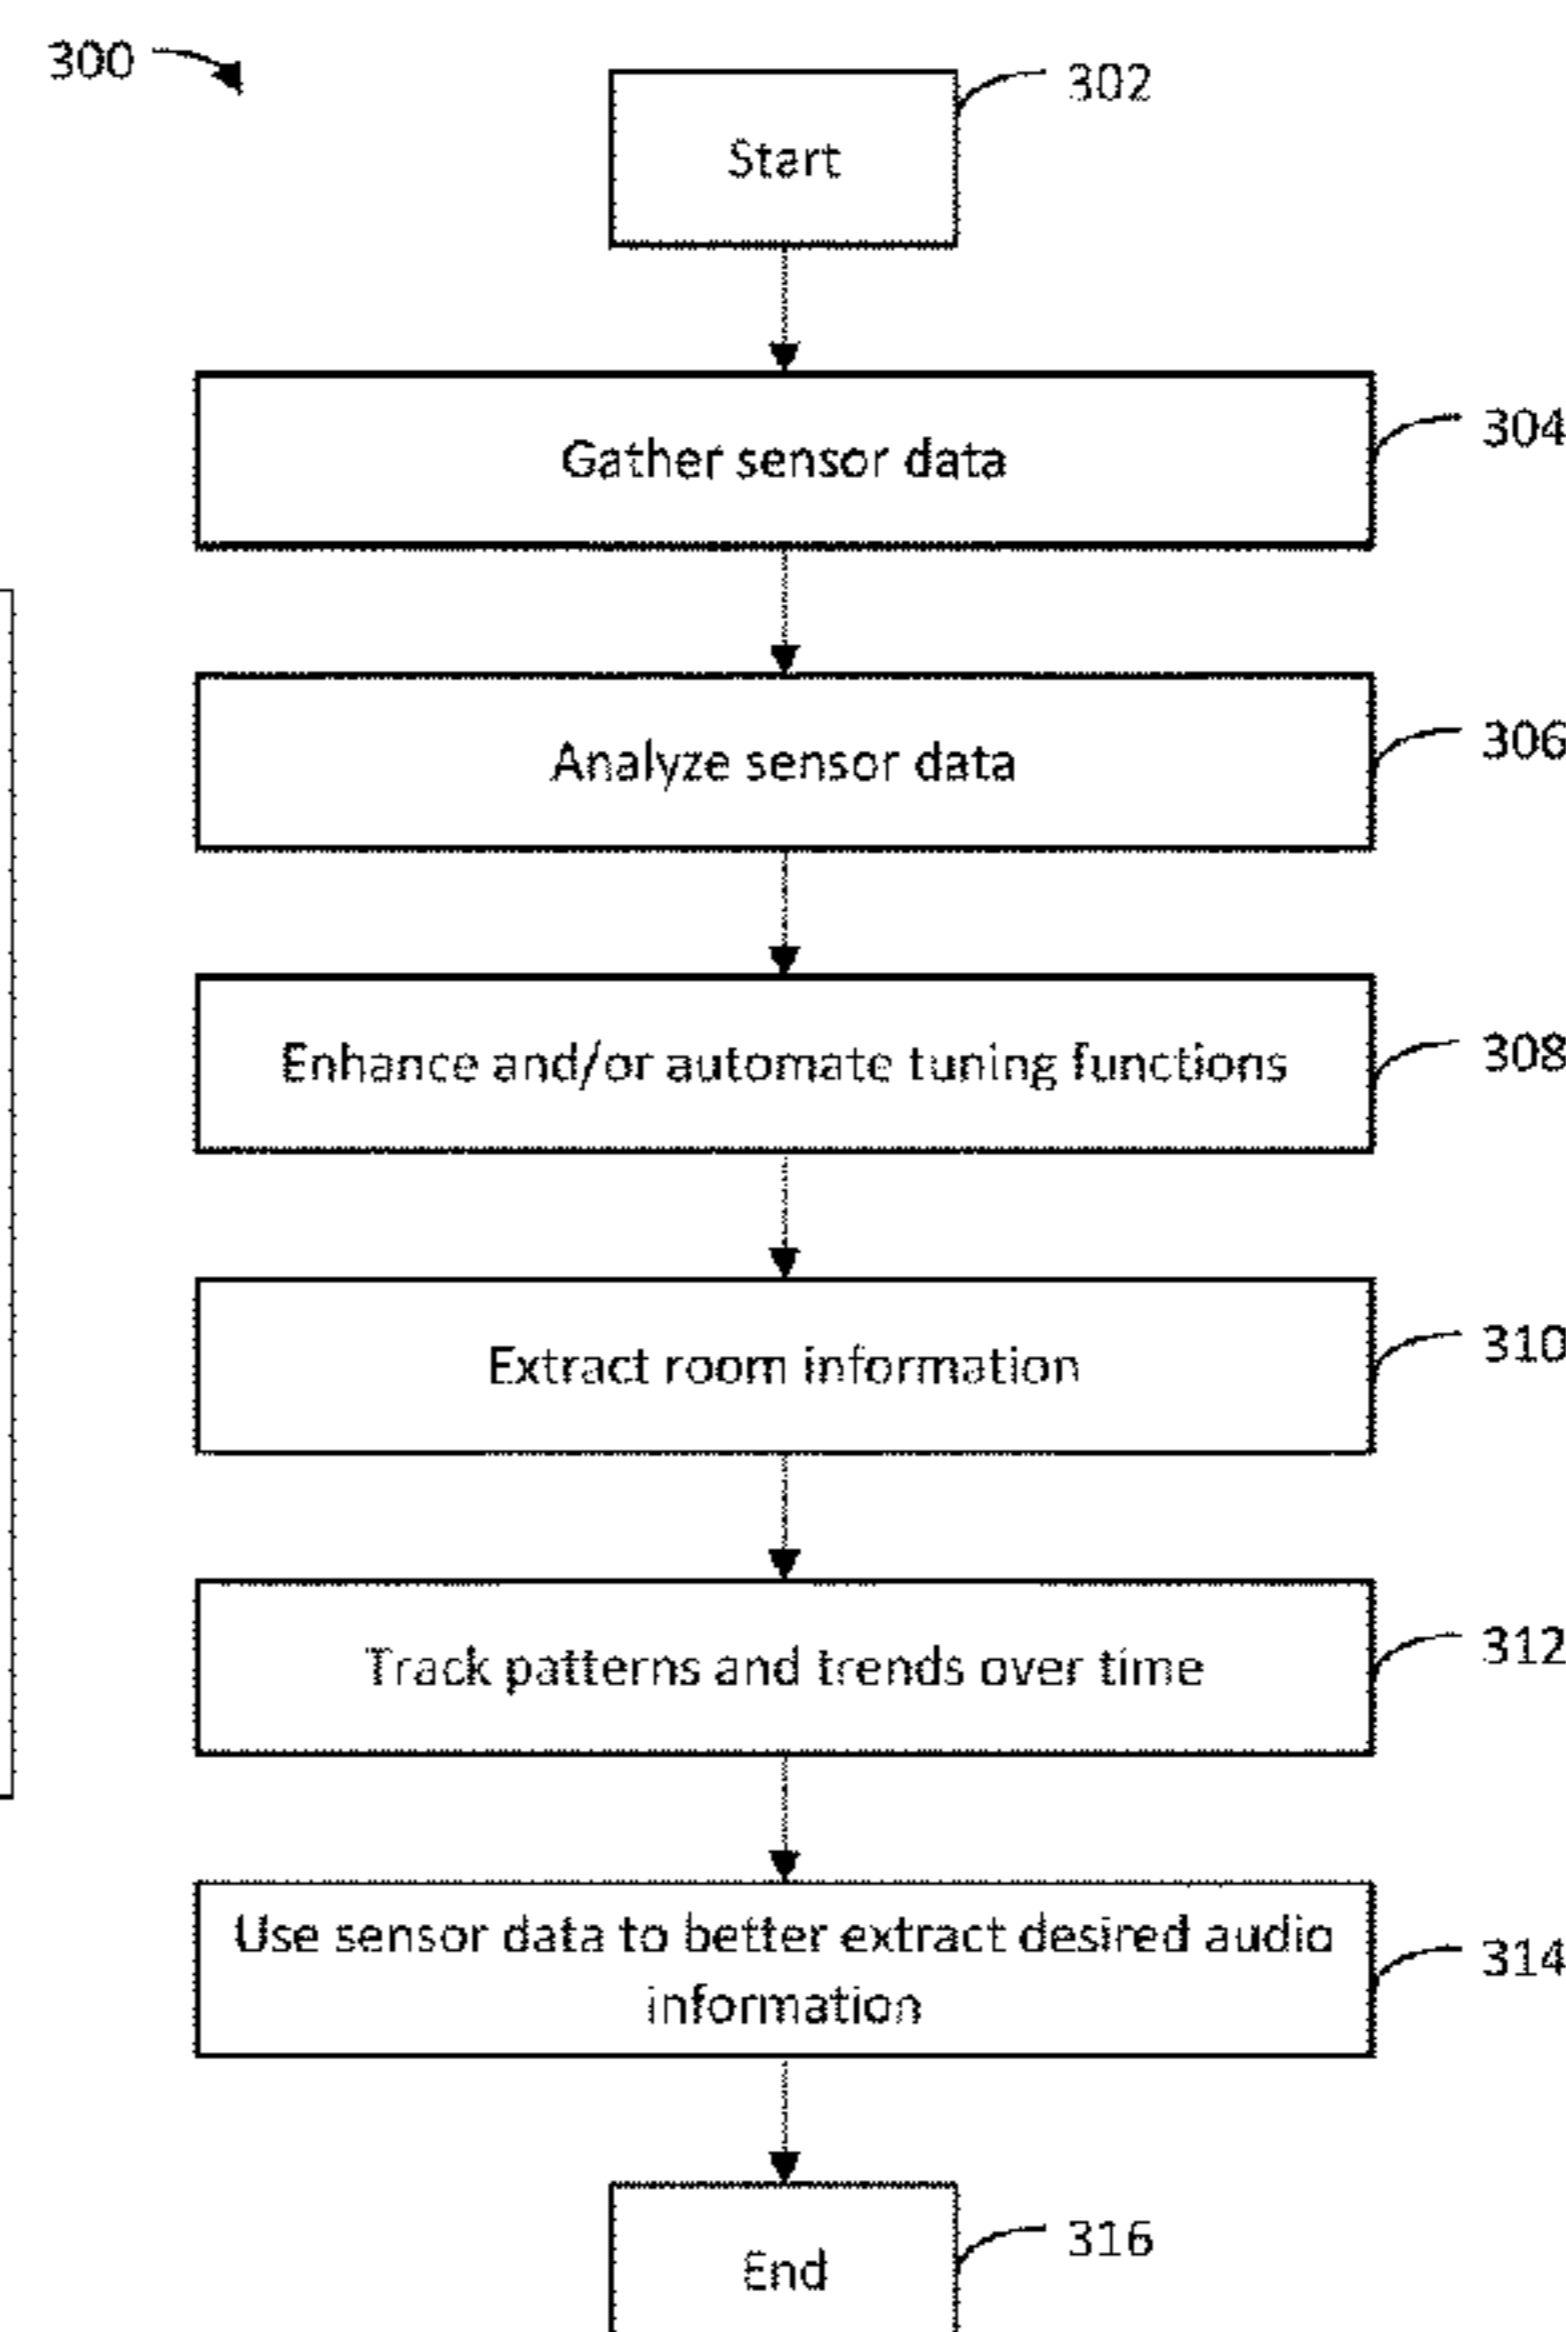 300
302
Start
304
Gather sensor data
306
Analyze sensor data
308
Enhance and/or automate tuning functions
310
Extract room information
312
Track patterns and trends over time
314
Use sensor data to better extract desired audio
information
316
End